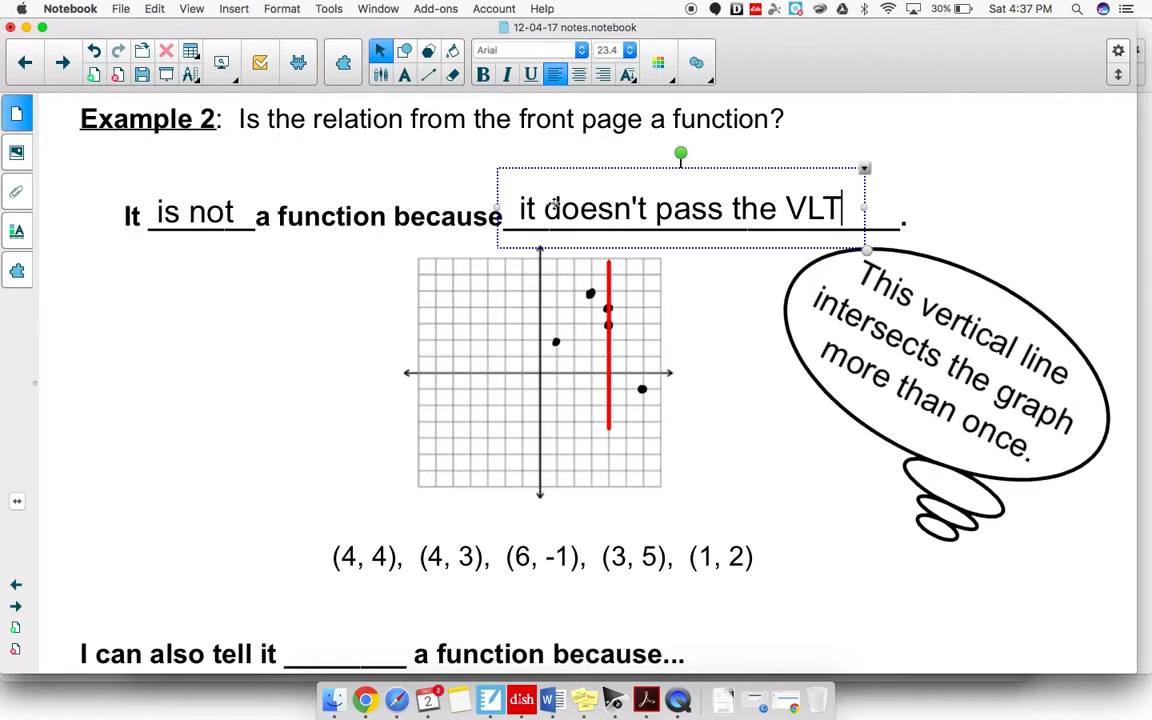 Notebook File Edit View Insert Format Tools Window Add-ons Account Help 30% Sat 4:37 PM
12-04-17 notes.notebook
Arial 23.4
B I U A
Example 2: Is the relation from the front page a function?
It is not a function because it doesn't pass the VLT.
This vertical line
intersects the graph
more than once.
(4, 4), (4, 3), (6, -1), (3, 5), (1, 2)
I can also tell it ________ a function because...
DEC
2
dish